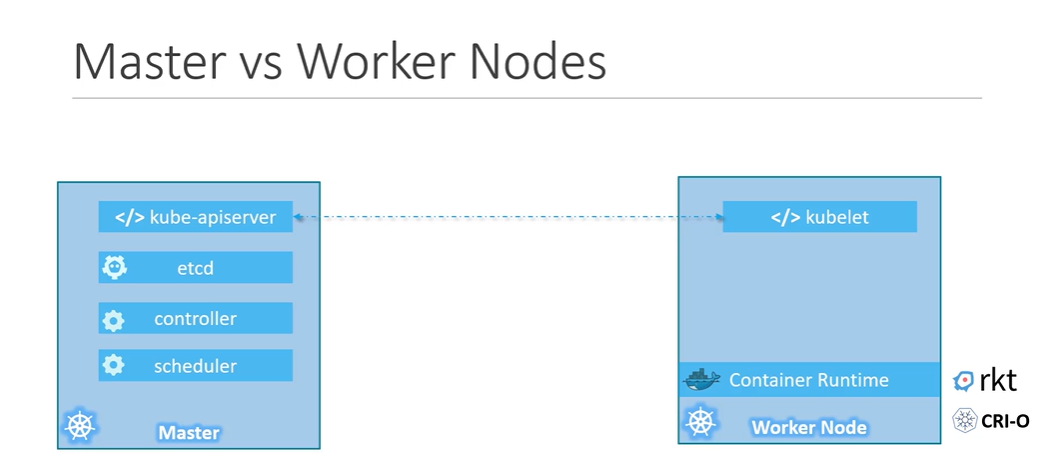 Master vs Worker Nodes
</> kube-apiserver
etcd
controller
scheduler
Master
</> kubelet
Container Runtime
Worker Node
rkt
CRI-O